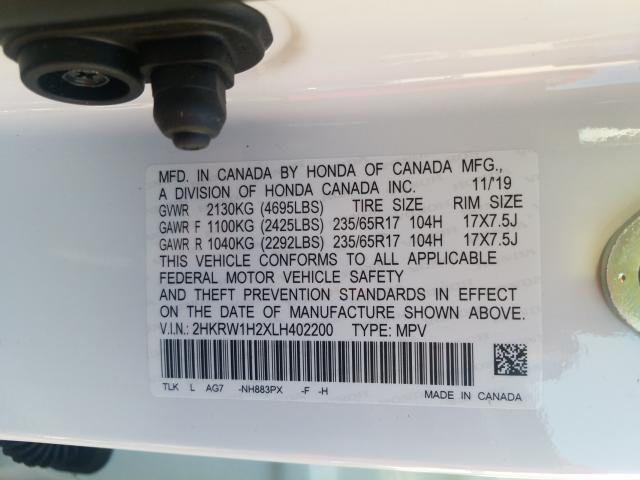 MFD. IN CANADA BY HONDA OF CANADA MFG.,
A DIVISION OF HONDA CANADA INC. 11/'19
GVWR 2130KG (4695LBS) TIRE SIZE RIM SIZE
GAWR F 1100KG (2425LBS) 235/65R17 104H 17X7.5J
GAWR R 1040KG (2292LBS) 235/65R17 104H 17X7.5J
THIS VEHICLE CONFORMS TO ALL APPLICABLE
FEDERAL MOTOR VEHICLE SAFETY
AND THEFT PREVENTION STANDARDS IN EFFECT
ON THE DATE OF MANUFACTURE SHOWN ABOVE.
V.I.N.: 2HKRW1H2XLH402200 TYPE: MPV
TLK L AG7 -NH883PX -F -H MADE IN CANADA